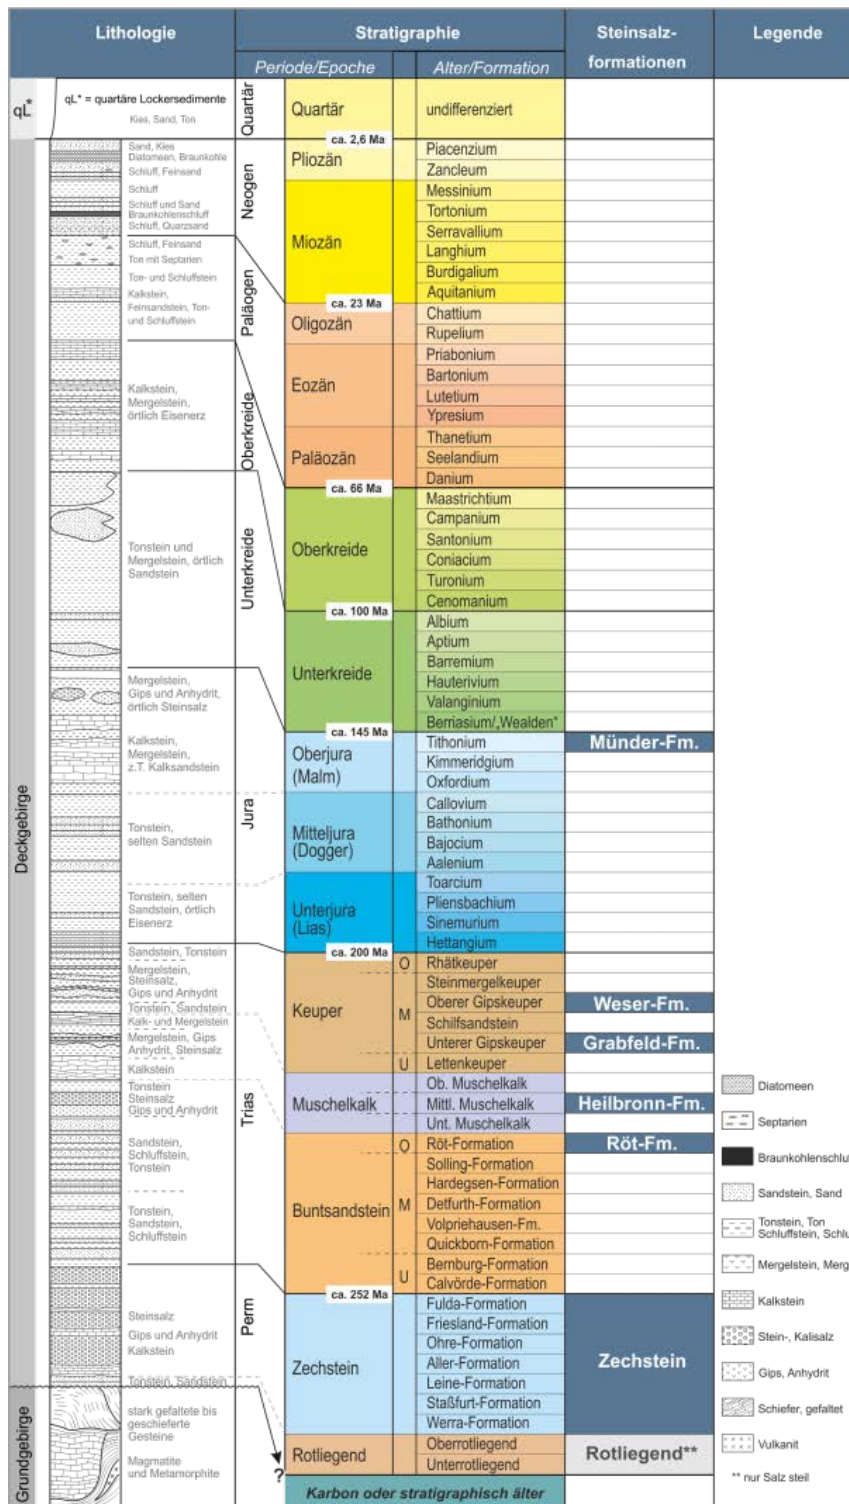 Lithologie
Stratigraphie
Steinsalz-
formationen
Legende
Periode/Epoche
Alter/Formation
qL*
qL* = quartäre Lockersedimente
Kies, Sand, Ton
Quartär
Quartär
undifferenziert
ca. 2,6 Ma
Sand, Kies
Diatomeen, Braunkohle
Schluff, Feinsand
Schluff
Schluff und Sand
Braunkohlenschluff
Schluff, Quarzsand
Neogen
Pliozän
Piacenzium
Zancleum
Miozän
Messinium
Tortonium
Serravallium
Langhium
Burdigalium
Aquitanium
ca. 23 Ma
Schluff, Feinsand
Ton mit Septarien
Ton- und Schluffstein
Kalkstein,
Feinsandstein, Ton-
und Schluffstein
Paläogen
Oligozän
Chattium
Rupelium
Eozän
Priabonium
Bartonium
Lutetium
Ypresium
Paläozän
Thanetium
Seelandium
Danium
ca. 66 Ma
Kalkstein,
Mergelstein,
örtlich Eisenerz
Oberkreide
Oberkreide
Maastrichtium
Campanium
Santonium
Coniacium
Turonium
Cenomanium
ca. 100 Ma
Tonstein und
Mergelstein, örtlich
Sandstein
Unterkreide
Unterkreide
Albium
Aptium
Barremium
Hauterivium
Valanginium
Berriasium/„Wealden“
ca. 145 Ma
Deckgebirge
Mergelstein,
Gips und Anhydrit,
örtlich Steinsalz
Kalkstein,
Mergelstein,
z.T. Kalksandstein
Tonstein,
selten Sandstein
Tonstein, selten
Sandstein, örtlich
Eisenerz
Jura
Oberjura
(Malm)
Tithonium
Münder-Fm.
Kimmeridgium
Oxfordium
Mitteljura
(Dogger)
Callovium
Bathonium
Bajocium
Aalenium
Unterjura
(Lias)
Toarcium
Pliensbachium
Sinemurium
Hettangium
ca. 200 Ma
Sandstein, Tonstein
Mergelstein,
Steinsalz,
Gips und Anhydrit
Tonstein, Sandstein
Kalk- und Mergelstein
Mergelstein, Gips
Anhydrit, Steinsalz
Kalkstein
Tonstein
Steinsalz
Gips und Anhydrit
Sandstein,
Schluffstein,
Tonstein
Tonstein,
Sandstein,
Schluffstein
Trias
Keuper
O
M
U
Rhätkeuper
Steinmergelkeuper
Oberer Gipskeuper
Weser-Fm.
Schilfsandstein
Unterer Gipskeuper
Grabfeld-Fm.
Lettenkeuper
Muschelkalk
Ob. Muschelkalk
Mittl. Muschelkalk
Heilbronn-Fm.
Unt. Muschelkalk
Buntsandstein
O
M
U
Röt-Formation
Röt-Fm.
Solling-Formation
Hardegsen-Formation
Detfurth-Formation
Volpriehausen-Fm.
Quickborn-Formation
Bernburg-Formation
Calvörde-Formation
ca. 252 Ma
Steinsalz
Gips und Anhydrit
Kalkstein
Tonstein, Sandstein
Perm
Zechstein
Fulda-Formation
Friesland-Formation
Ohre-Formation
Aller-Formation
Leine-Formation
Staßfurt-Formation
Werra-Formation
Zechstein
Grundgebirge
stark gefaltete bis
geschieferte
Gesteine
Magmatite
und Metamorphite
?
Rotliegend
Oberrotliegend
Unterrotliegend
Rotliegend**
Karbon oder stratigraphisch älter
Diatomeen
Septarien
Braunkohlenschlu
Sandstein, Sand
Tonstein, Ton
Schluffstein, Schlu
Mergelstein, Merg
Kalkstein
Stein-, Kalisalz
Gips, Anhydrit
Schiefer, gefaltet
Vulkanit
** nur Salz steil